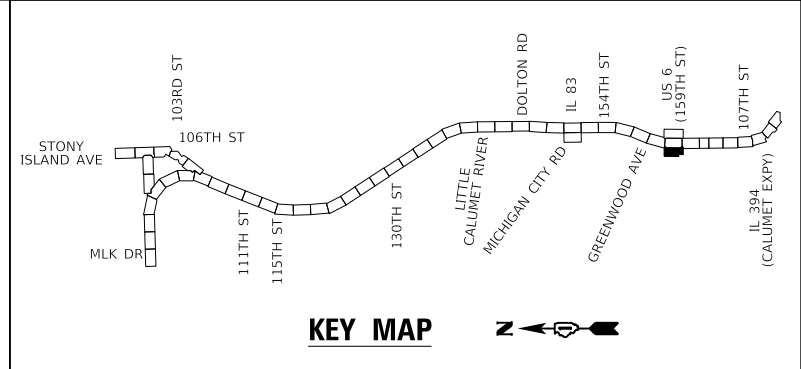 STONY
ISLAND AVE
103RD ST
106TH ST
MLK DR
111TH ST
115TH ST
130TH ST
LITTLE
CALUMET RIVER
DOLTON RD
MICHIGAN CITY RD
IL 83
154TH ST
GREENWOOD AVE
US 6
(159TH ST)
107TH ST
IL 394
(CALUMET EXPY)
KEY MAP
N